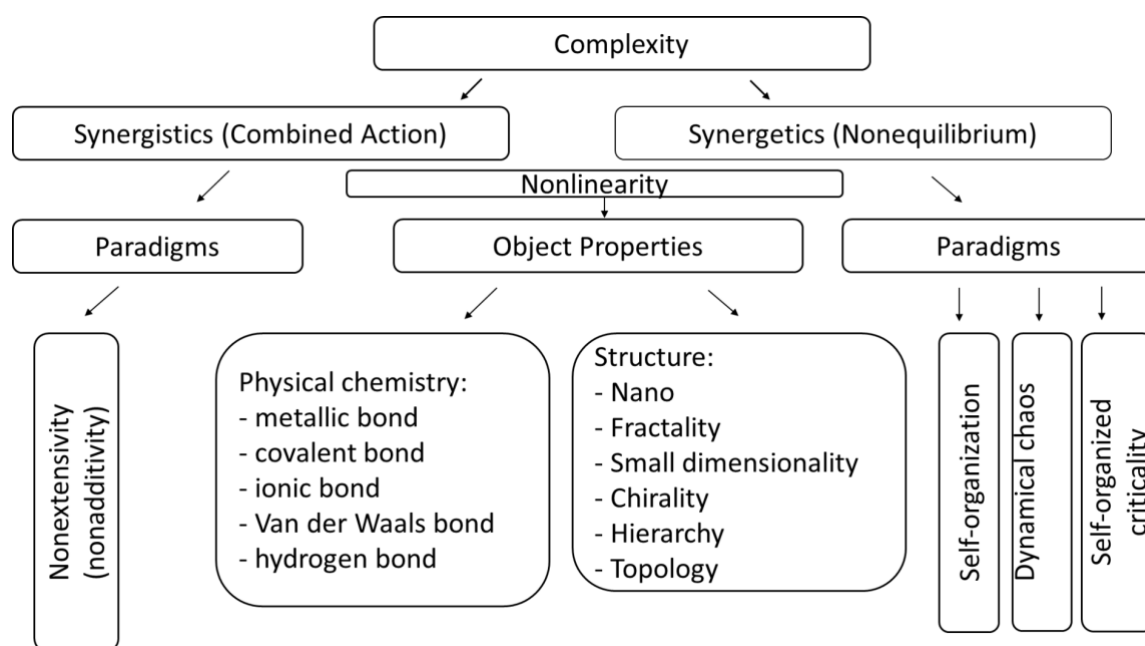 Complexity
Synergistics (Combined Action)
Synergetics (Nonequilibrium)
Nonlinearity
Paradigms
Object Properties
Paradigms
Nonextensivity
(nonadditivity)
Physical chemistry:
- metallic bond
- covalent bond
- ionic bond
- Van der Waals bond
- hydrogen bond
Structure:
- Nano
- Fractality
- Small dimensionality
- Chirality
- Hierarchy
- Topology
Self-organization
Dynamical chaos
Self-organized
criticality